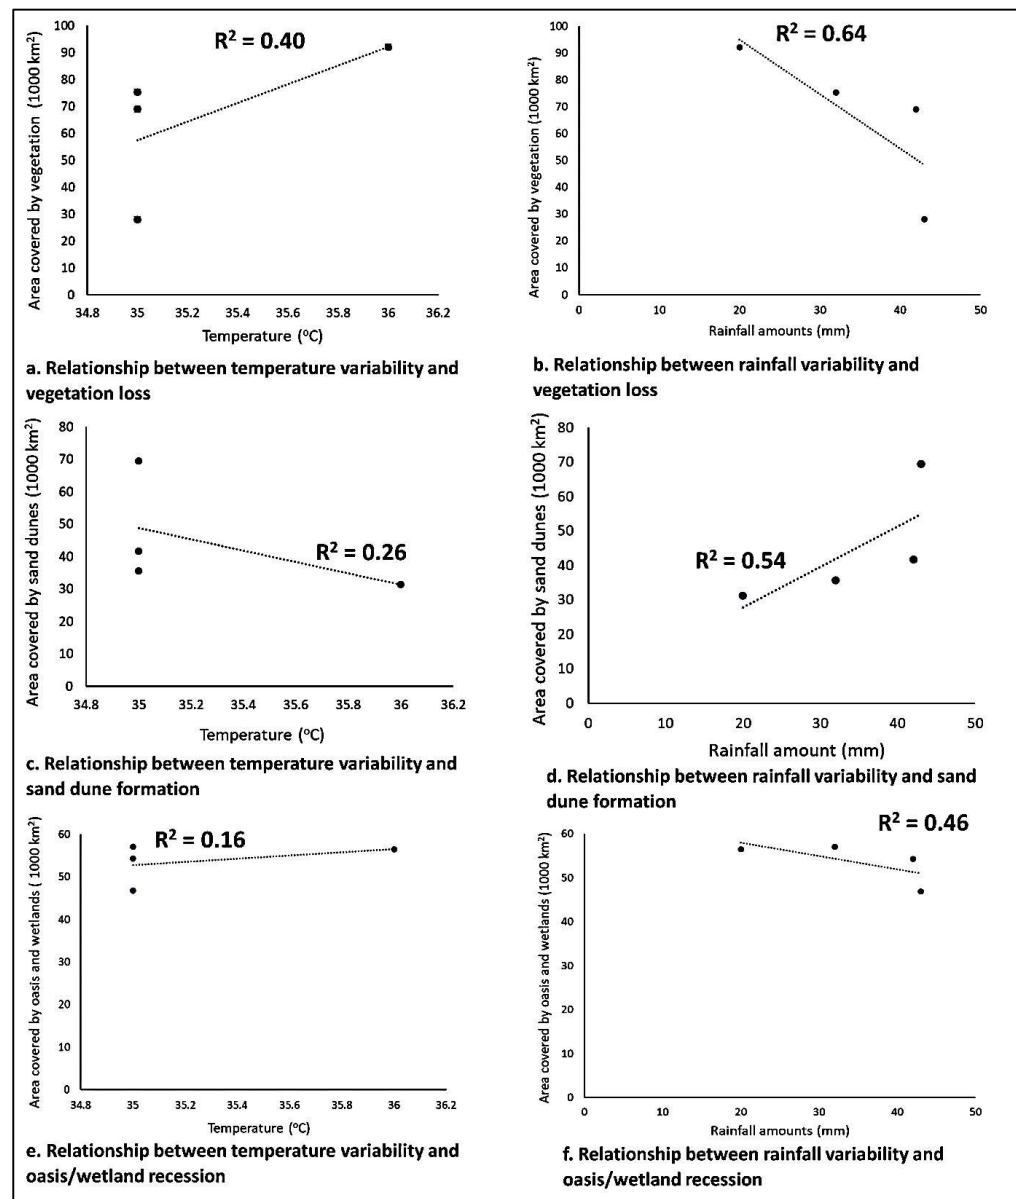 R² = 0.40
Area covered by vegetation (1000 km²)
100
90
80
70
60
50
40
30
20
10
0
34.8 35 35.2 35.4 35.6 35.8 36 36.2
Temperature (°C)
a. Relationship between temperature variability and
vegetation loss
R² = 0.64
Area covered by vegetation (1000 km²)
100
90
80
70
60
50
40
30
20
10
0
0 10 20 30 40 50
Rainfall amounts (mm)
b. Relationship between rainfall variability and
vegetation loss
R² = 0.26
Area covered by sand dunes (1000 km²)
80
70
60
50
40
30
20
10
0
34.8 35 35.2 35.4 35.6 35.8 36 36.2
Temperature (°C)
c. Relationship between temperature variability and
sand dune formation
R² = 0.54
Area covered by sand dunes (1000 km²)
80
70
60
50
40
30
20
10
0
0 10 20 30 40 50
Rainfall amount (mm)
d. Relationship between rainfall variability and sand
dune formation
R² = 0.16
Area covered by oasis and wetlands ( 1000 km²)
60
50
40
30
20
10
0
34.8 35 35.2 35.4 35.6 35.8 36 36.2
Temperature (°C)
e. Relationship between temperature variability and
oasis/wetland recession
R² = 0.46
Area covered by oasis and wetlands (1000 km²)
60
50
40
30
20
10
0
0 10 20 30 40 50
Rainfall amounts (mm)
f. Relationship between rainfall variability and
oasis/wetland recession